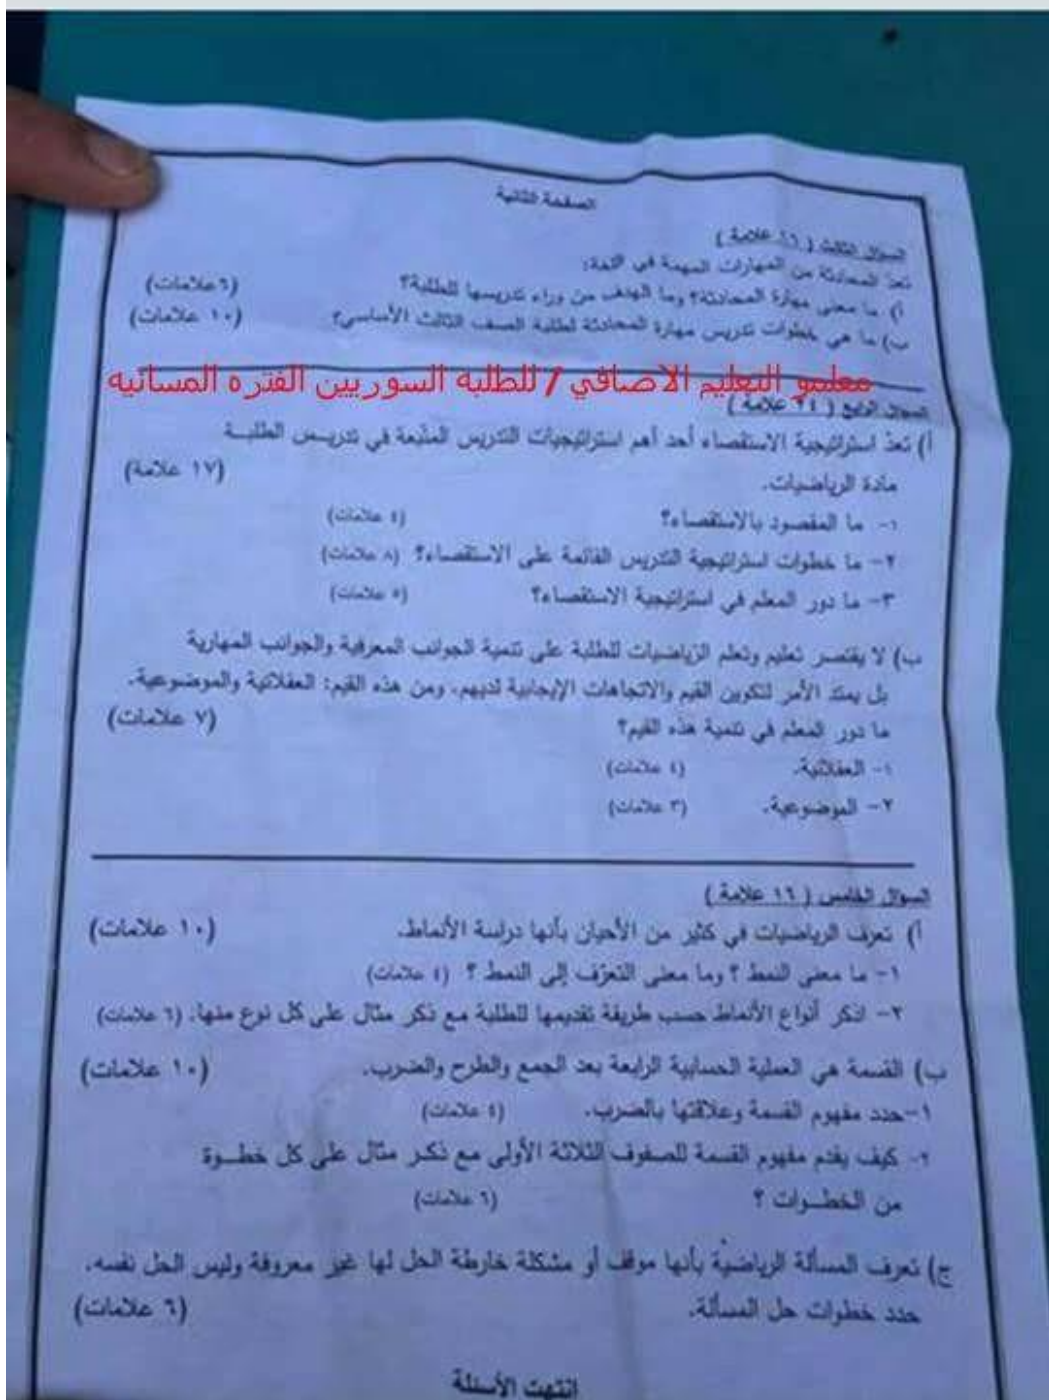 الصفحة الثانية
السؤال الثالث ( ١٦ علامة )
تعدّ المحادثة من المهارات المهمة في اللغة:
أ) ما معنى مهارة المحادثة؟ وما الهدف من وراء تدريسها للطلبة؟ (٦ علامات)
ب) ما هي خطوات تدريس مهارة المحادثة لطلبة الصف الثالث الأساسي؟ (١٠ علامات)
معلمو التعليم الاضافي / للطلبه السوريين الفتره المسائيه
السؤال الرابع ( ٢٤ علامة )
أ) تعدّ استراتيجية الاستقصاء أحد أهم استراتيجيات التدريس المتّبعة في تدريس الطلبة
مادة الرياضيات. (١٧ علامة)
١- ما المقصود بالاستقصاء؟ (٤ علامات)
٢- ما خطوات استراتيجية التدريس القائمة على الاستقصاء؟ (٨ علامات)
٣- ما دور المعلم في استراتيجية الاستقصاء؟ (٥ علامات)
ب) لا يقتصر تعليم وتعلم الرياضيات للطلبة على تنمية الجوانب المعرفية والجوانب المهارية
بل يمتد الأمر لتكوين القيم والاتجاهات الإيجابية لديهم، ومن هذه القيم: العقلانية والموضوعية.
ما دور المعلم في تنمية هذه القيم؟ (٧ علامات)
١- العقلانية. (٤ علامات)
٢- الموضوعية. (٣ علامات)
السؤال الخامس ( ١٦ علامة )
أ) تعرف الرياضيات في كثير من الأحيان بأنها دراسة الأنماط. (١٠ علامات)
١- ما معنى النمط ؟ وما معنى التعرّف إلى النمط ؟ (٤ علامات)
٢- اذكر أنواع الأنماط حسب طريقة تقديمها للطلبة مع ذكر مثال على كل نوع منها. (٦ علامات)
ب) القسمة هي العملية الحسابية الرابعة بعد الجمع والطرح والضرب. (١٠ علامات)
١-حدد مفهوم القسمة وعلاقتها بالضرب. (٤ علامات)
٢- كيف يقدم مفهوم القسمة للصفوف الثلاثة الأولى مع ذكر مثال على كل خطوة
من الخطوات ؟ (٦ علامات)
ج) تعرف المسألة الرياضية بأنها موقف أو مشكلة خارطة الحل لها غير معروفة وليس الحل نفسه.
حدد خطوات حل المسألة. (٦ علامات)
انتهت الأسئلة